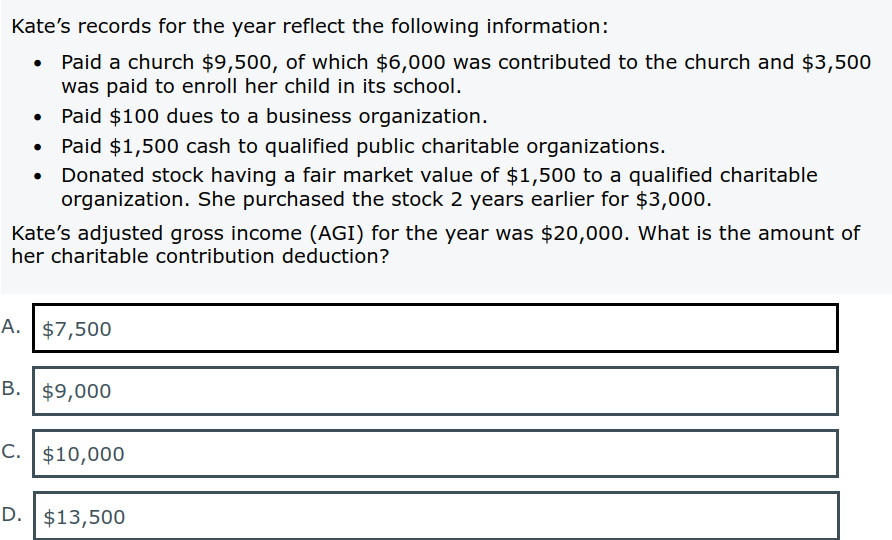 Kate’s records for the year reflect the following information:
• Paid a church $9,500, of which $6,000 was contributed to the church and $3,500
was paid to enroll her child in its school.
• Paid $100 dues to a business organization.
• Paid $1,500 cash to qualified public charitable organizations.
• Donated stock having a fair market value of $1,500 to a qualified charitable
organization. She purchased the stock 2 years earlier for $3,000.
Kate’s adjusted gross income (AGI) for the year was $20,000. What is the amount of
her charitable contribution deduction?
A. $7,500
B. $9,000
C. $10,000
D. $13,500